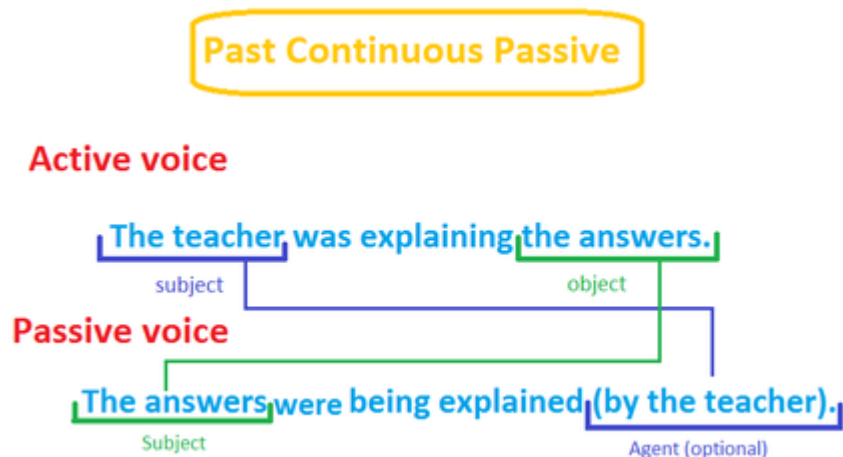 Past Continuous Passive
Active voice
The teacher was explaining the answers.
subject object
Passive voice
The answers were being explained (by the teacher).
Subject Agent (optional)